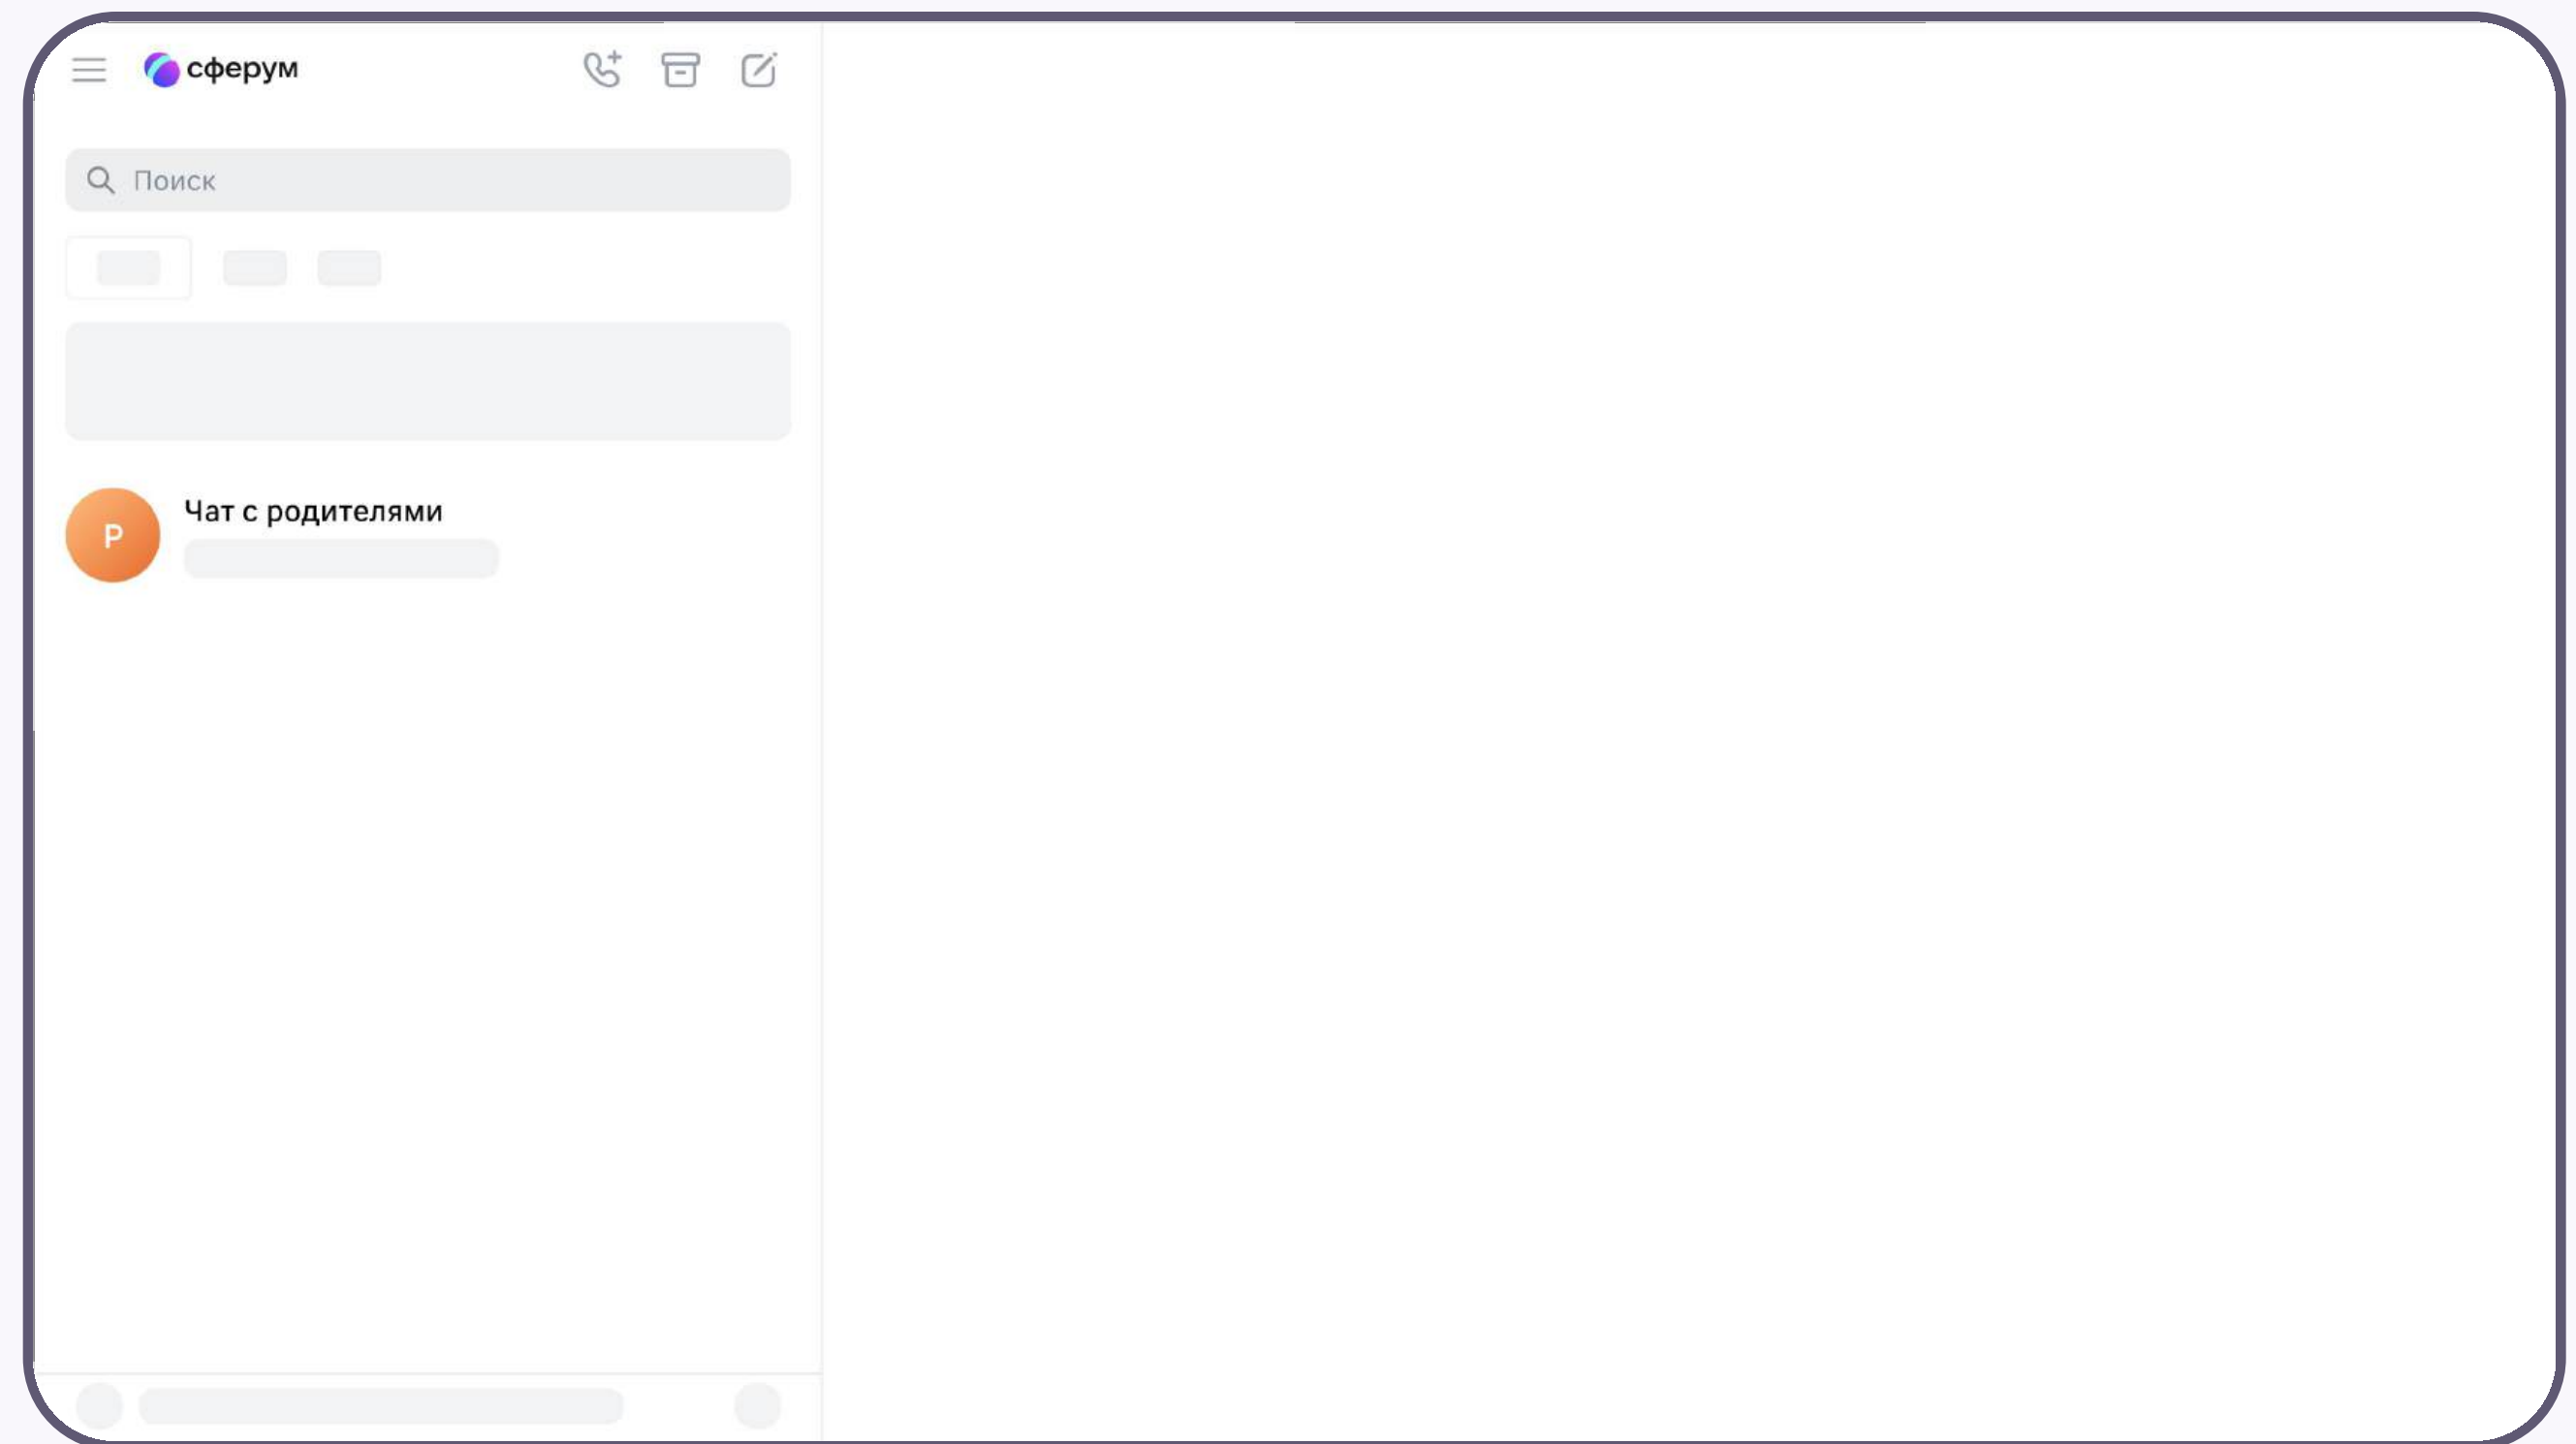 сферум
Поиск
Р
Чат с родителями